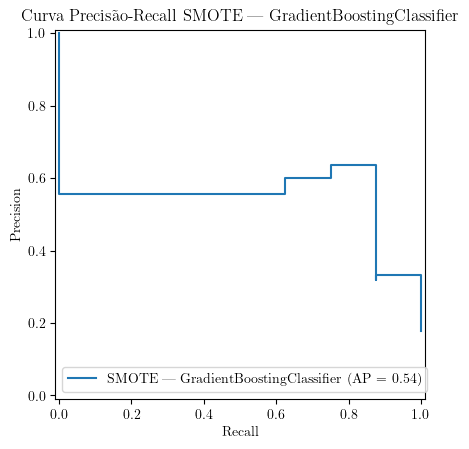 Curva Precisão-Recall SMOTE — GradientBoostingClassifier
1.0
0.8
0.6
0.4
0.2
0.0
Precision
SMOTE — GradientBoostingClassifier (AP = 0.54)
0.0 0.2 0.4 0.6 0.8 1.0
Recall